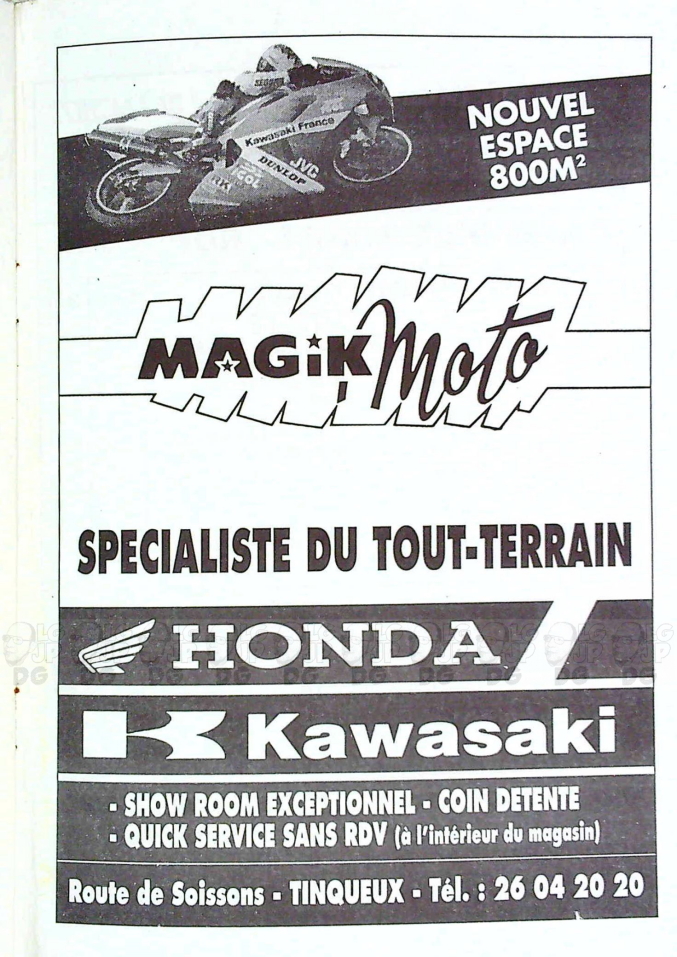 NOUVEL
ESPACE
800M²
Kawasaki France
JVC
DUNLOP
MAGiK Moto
SPECIALISTE DU TOUT-TERRAIN
HONDA
Kawasaki
- SHOW ROOM EXCEPTIONNEL - COIN DETENTE
- QUICK SERVICE SANS RDV (à l'intérieur du magasin)
Route de Soissons - TINQUEUX - Tél. : 26 04 20 20